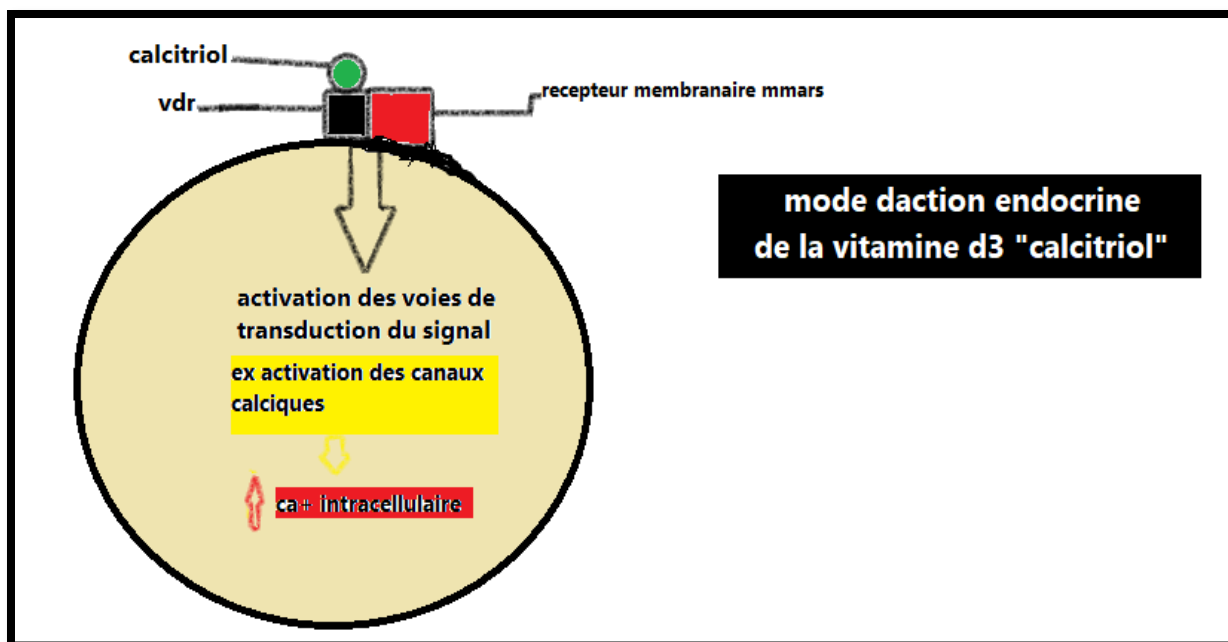 calcitriol
vdr
recepteur membranaire mmars
mode daction endocrine
de la vitamine d3 "calcitriol"
activation des voies de
transduction du signal
ex activation des canaux
calciques
ca+ intracellulaire